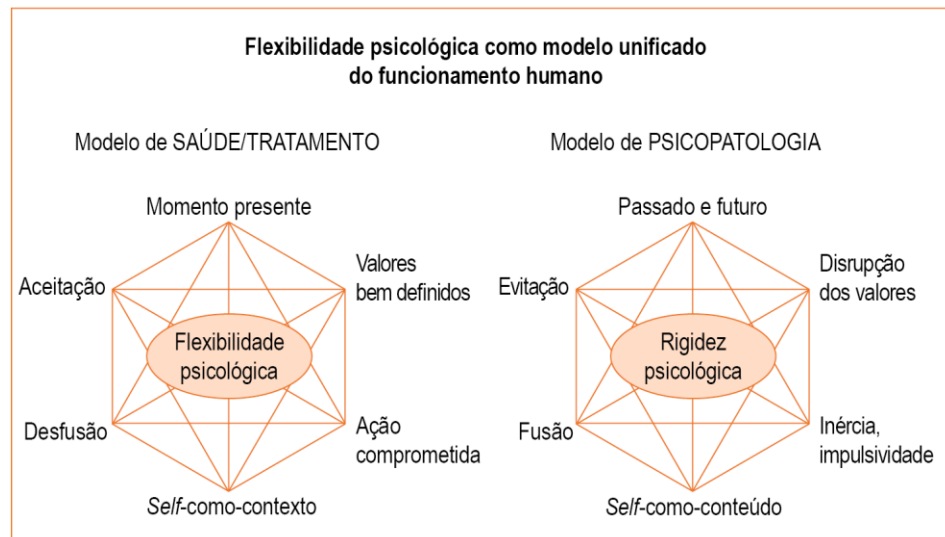 Flexibilidade psicológica como modelo unificado
do funcionamento humano
Modelo de SAÚDE/TRATAMENTO
Momento presente
Aceitação
Valores
bem definidos
Flexibilidade
psicológica
Desfusão
Ação
comprometida
Self-como-contexto
Modelo de PSICOPATOLOGIA
Passado e futuro
Evitação
Disrupção
dos valores
Rigidez
psicológica
Fusão
Inércia,
impulsividade
Self-como-conteúdo